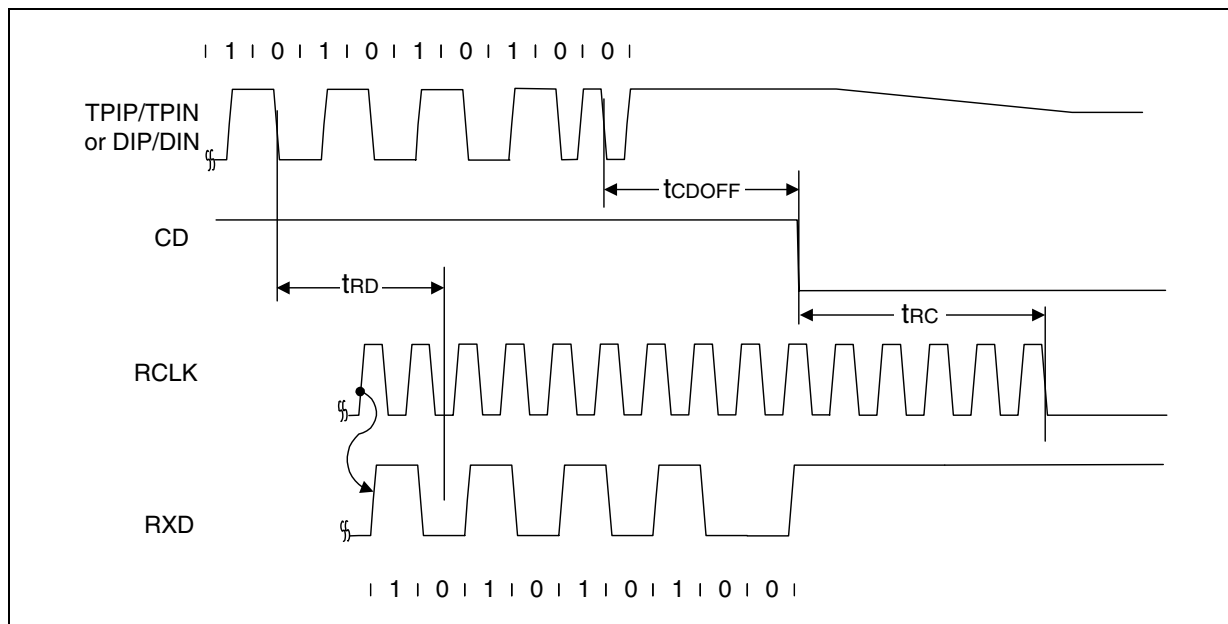 1 0 1 0 1 0 1 0 0
TPIP/TPIN
or DIP/DIN
tCDOFF
CD
tRD
tRC
RCLK
RXD
1 0 1 0 1 0 1 0 0